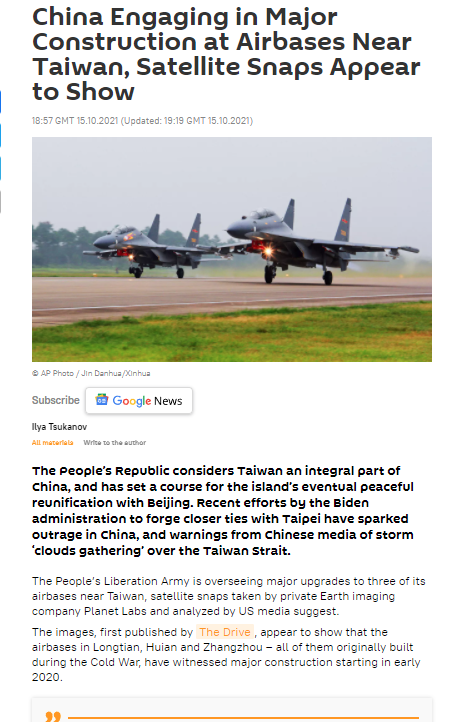 China Engaging in Major
Construction at Airbases Near
Taiwan, Satellite Snaps Appear
to Show
18:57 GMT 15.10.2021 (Updated: 19:19 GMT 15.10.2021)
© AP Photo / Jin Danhua/Xinhua
Subscribe Google News
Ilya Tsukanov
All materials Write to the author
The People's Republic considers Taiwan an integral part of
China, and has set a course for the island's eventual peaceful
reunification with Beijing. Recent efforts by the Biden
administration to forge closer ties with Taipei have sparked
outrage in China, and warnings from Chinese media of storm
'clouds gathering' over the Taiwan Strait.
The People's Liberation Army is overseeing major upgrades to three of its
airbases near Taiwan, satellite snaps taken by private Earth imaging
company Planet Labs and analyzed by US media suggest.
The images, first published by The Drive, appear to show that the
airbases in Longtian, Huian and Zhangzhou – all of them originally built
during the Cold War, have witnessed major construction starting in early
2020.